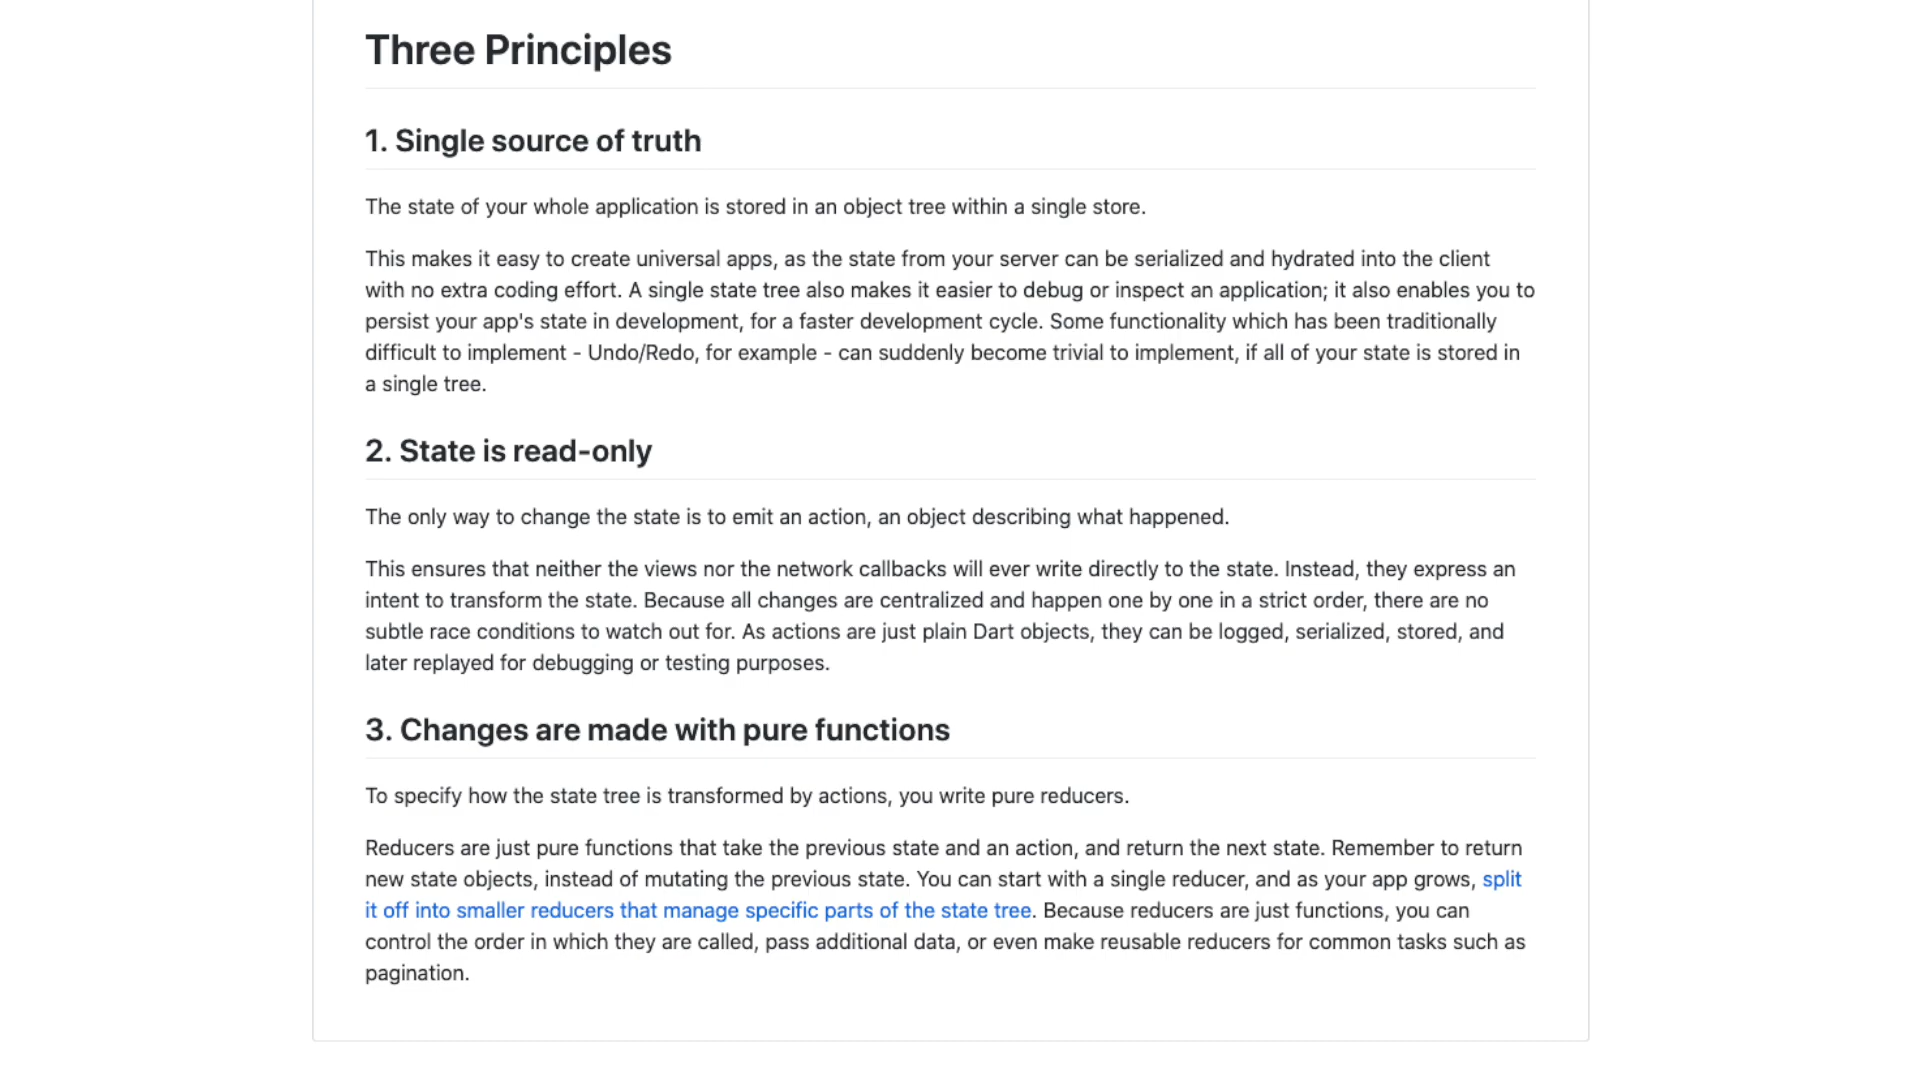 Three Principles
1. Single source of truth
The state of your whole application is stored in an object tree within a single store.
This makes it easy to create universal apps, as the state from your server can be serialized and hydrated into the client
with no extra coding effort. A single state tree also makes it easier to debug or inspect an application; it also enables you to
persist your app's state in development, for a faster development cycle. Some functionality which has been traditionally
difficult to implement - Undo/Redo, for example - can suddenly become trivial to implement, if all of your state is stored in
a single tree.
2. State is read-only
The only way to change the state is to emit an action, an object describing what happened.
This ensures that neither the views nor the network callbacks will ever write directly to the state. Instead, they express an
intent to transform the state. Because all changes are centralized and happen one by one in a strict order, there are no
subtle race conditions to watch out for. As actions are just plain Dart objects, they can be logged, serialized, stored, and
later replayed for debugging or testing purposes.
3. Changes are made with pure functions
To specify how the state tree is transformed by actions, you write pure reducers.
Reducers are just pure functions that take the previous state and an action, and return the next state. Remember to return
new state objects, instead of mutating the previous state. You can start with a single reducer, and as your app grows, split
it off into smaller reducers that manage specific parts of the state tree. Because reducers are just functions, you can
control the order in which they are called, pass additional data, or even make reusable reducers for common tasks such as
pagination.